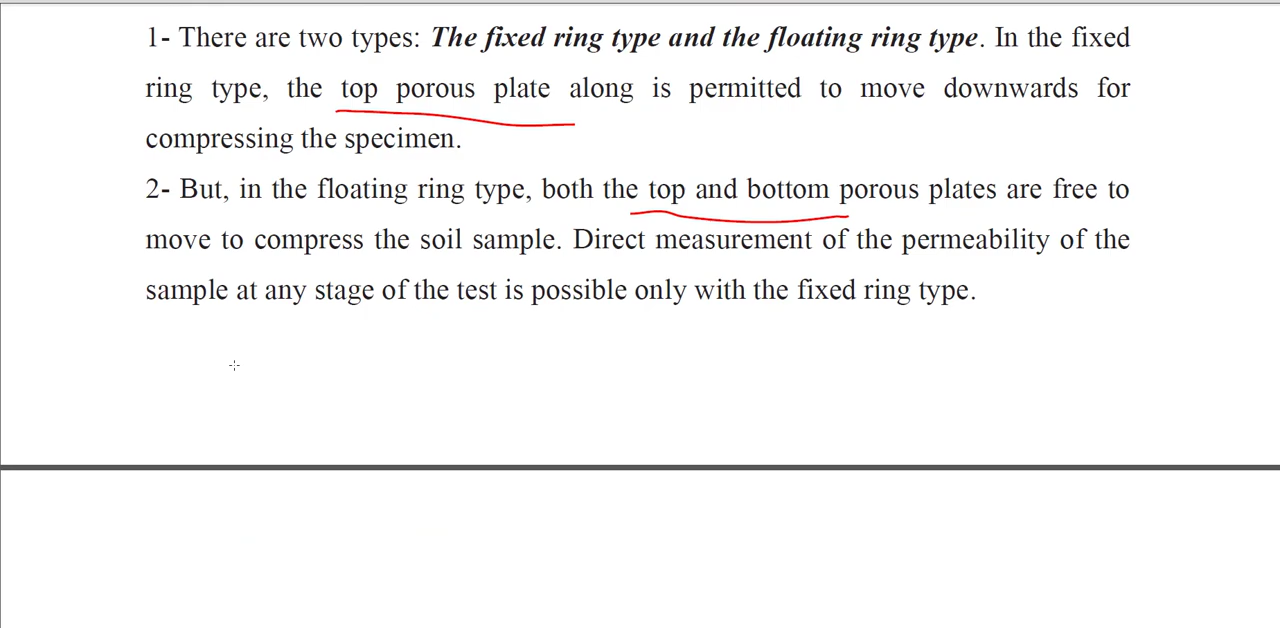 1- There are two types: The fixed ring type and the floating ring type. In the fixed
ring type, the top porous plate along is permitted to move downwards for
compressing the specimen.
2- But, in the floating ring type, both the top and bottom porous plates are free to
move to compress the soil sample. Direct measurement of the permeability of the
sample at any stage of the test is possible only with the fixed ring type.